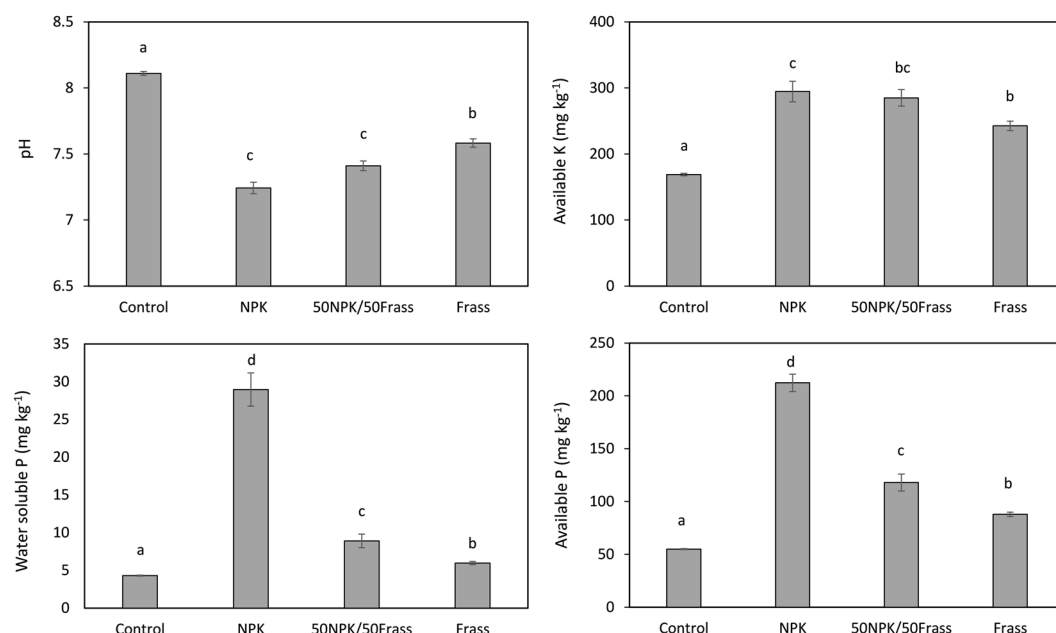 8.5
8
7.5
7
6.5
pH
a
c
c
b
Control NPK 50NPK/50Frass Frass
400
300
200
100
0
Available K (mg kg-1)
a
c
bc
b
Control NPK 50NPK/50Frass Frass
35
30
25
20
15
10
5
0
Water soluble P (mg kg-1)
a
d
c
b
Control NPK 50NPK/50Frass Frass
250
200
150
100
50
0
Available P (mg kg-1)
a
d
c
b
Control NPK 50NPK/50Frass Frass